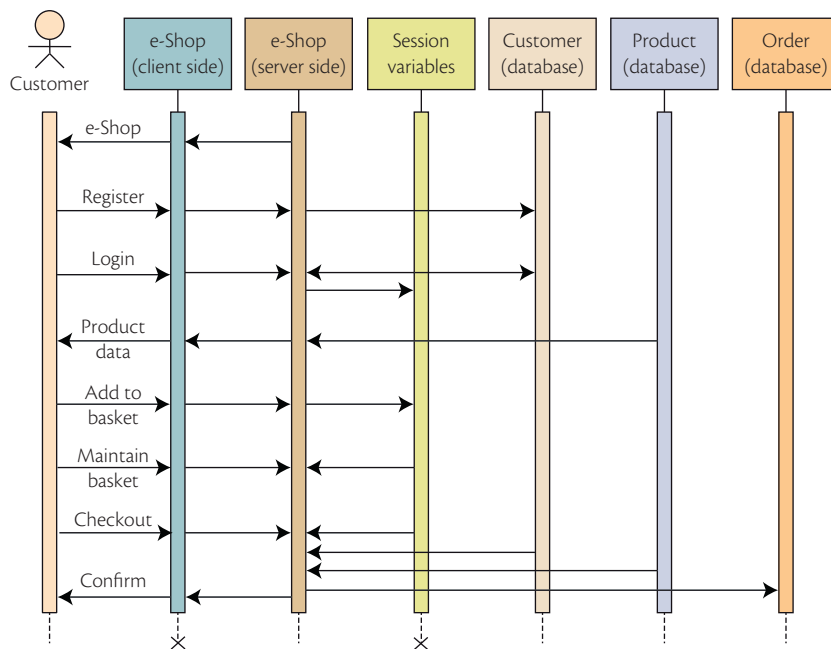 Customer
e-Shop
(client side)
e-Shop
(server side)
Session
variables
Customer
(database)
Product
(database)
Order
(database)
e-Shop
Register
Login
Product
data
Add to
basket
Maintain
basket
Checkout
Confirm